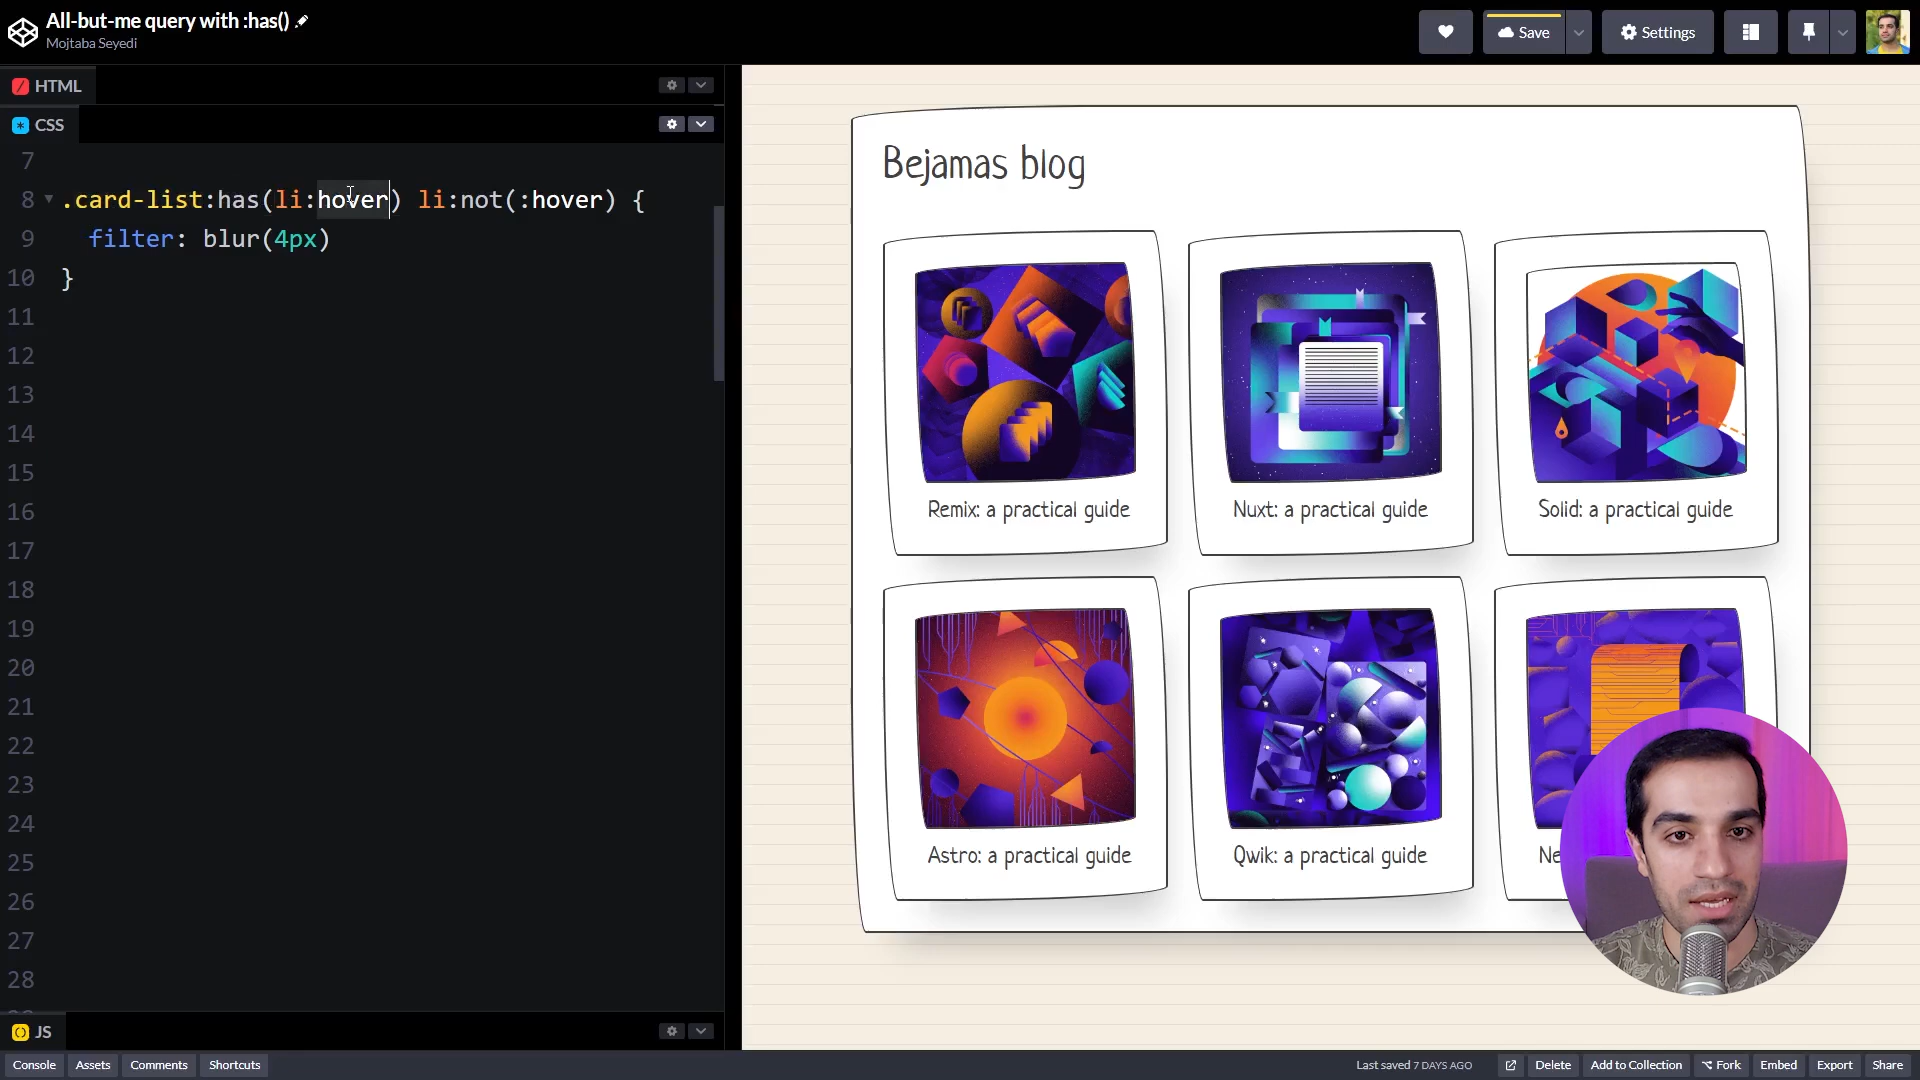 All-but-me query with :has()
Mojtaba Seyedi
Save
Settings
HTML
CSS
7
8 .card-list:has(li:hover) li:not(:hover) {
9 filter: blur(4px)
10 }
11
12
13
14
15
16
17
18
19
20
21
22
23
24
25
26
27
28
JS
Bejamas blog
Remix: a practical guide
Nuxt: a practical guide
Solid: a practical guide
Astro: a practical guide
Qwik: a practical guide
Ne
Console
Assets
Comments
Shortcuts
Last saved 7 DAYS AGO
Delete
Add to Collection
Fork
Embed
Export
Share